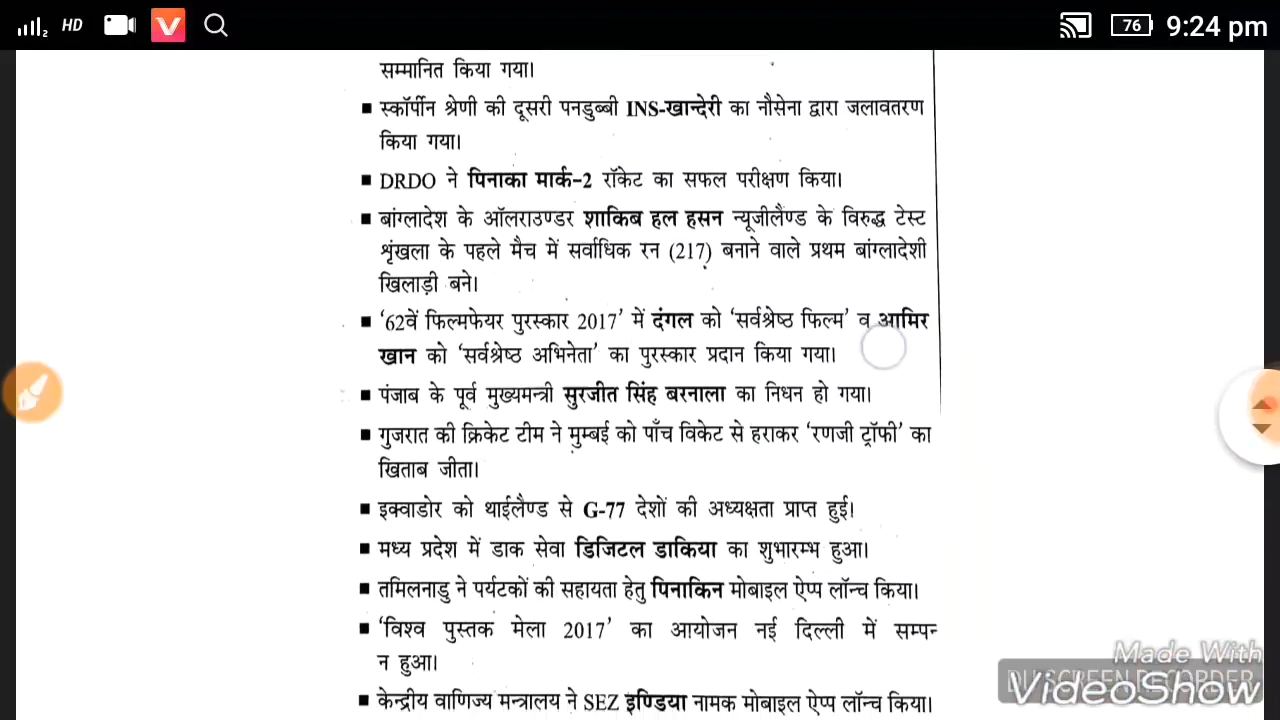 HD 76 9:24 pm
सम्मानित किया गया।
■ स्कॉर्पीन श्रेणी की दूसरी पनडुब्बी INS-खान्देरी का नौसेना द्वारा जलावतरण
किया गया।
■ DRDO ने पिनाका मार्क-2 रॉकेट का सफल परीक्षण किया।
■ बांग्लादेश के ऑलराउण्डर शाकिब हल हसन न्यूजीलैण्ड के विरुद्ध टेस्ट
शृंखला के पहले मैच में सर्वाधिक रन (217) बनाने वाले प्रथम बांग्लादेशी
खिलाड़ी बने।
■ ‘62वें फिल्मफेयर पुरस्कार 2017’ में दंगल को ‘सर्वश्रेष्ठ फिल्म’ व आमिर
खान को ‘सर्वश्रेष्ठ अभिनेता’ का पुरस्कार प्रदान किया गया।
■ पंजाब के पूर्व मुख्यमन्त्री सुरजीत सिंह बरनाला का निधन हो गया।
■ गुजरात की क्रिकेट टीम ने मुम्बई को पाँच विकेट से हराकर ‘रणजी ट्रॉफी’ का
खिताब जीता।
■ इक्वाडोर को थाईलैण्ड से G-77 देशों की अध्यक्षता प्राप्त हुई।
■ मध्य प्रदेश में डाक सेवा डिजिटल डाकिया का शुभारम्भ हुआ।
■ तमिलनाडु ने पर्यटकों की सहायता हेतु पिनाकिन मोबाइल ऐप्प लॉन्च किया।
■ ‘विश्व पुस्तक मेला 2017’ का आयोजन नई दिल्ली में सम्पन्
न हुआ।
■ केन्द्रीय वाणिज्य मन्त्रालय ने SEZ इण्डिया नामक मोबाइल ऐप्प लॉन्च किया।
Made With
VideoShow